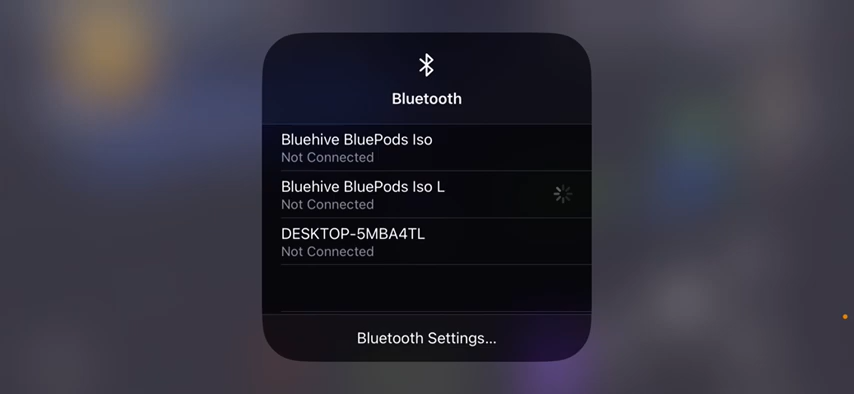 Bluetooth
Bluehive BluePods Iso
Not Connected
Bluehive BluePods Iso L
Not Connected
DESKTOP-5MBA4TL
Not Connected
Bluetooth Settings...